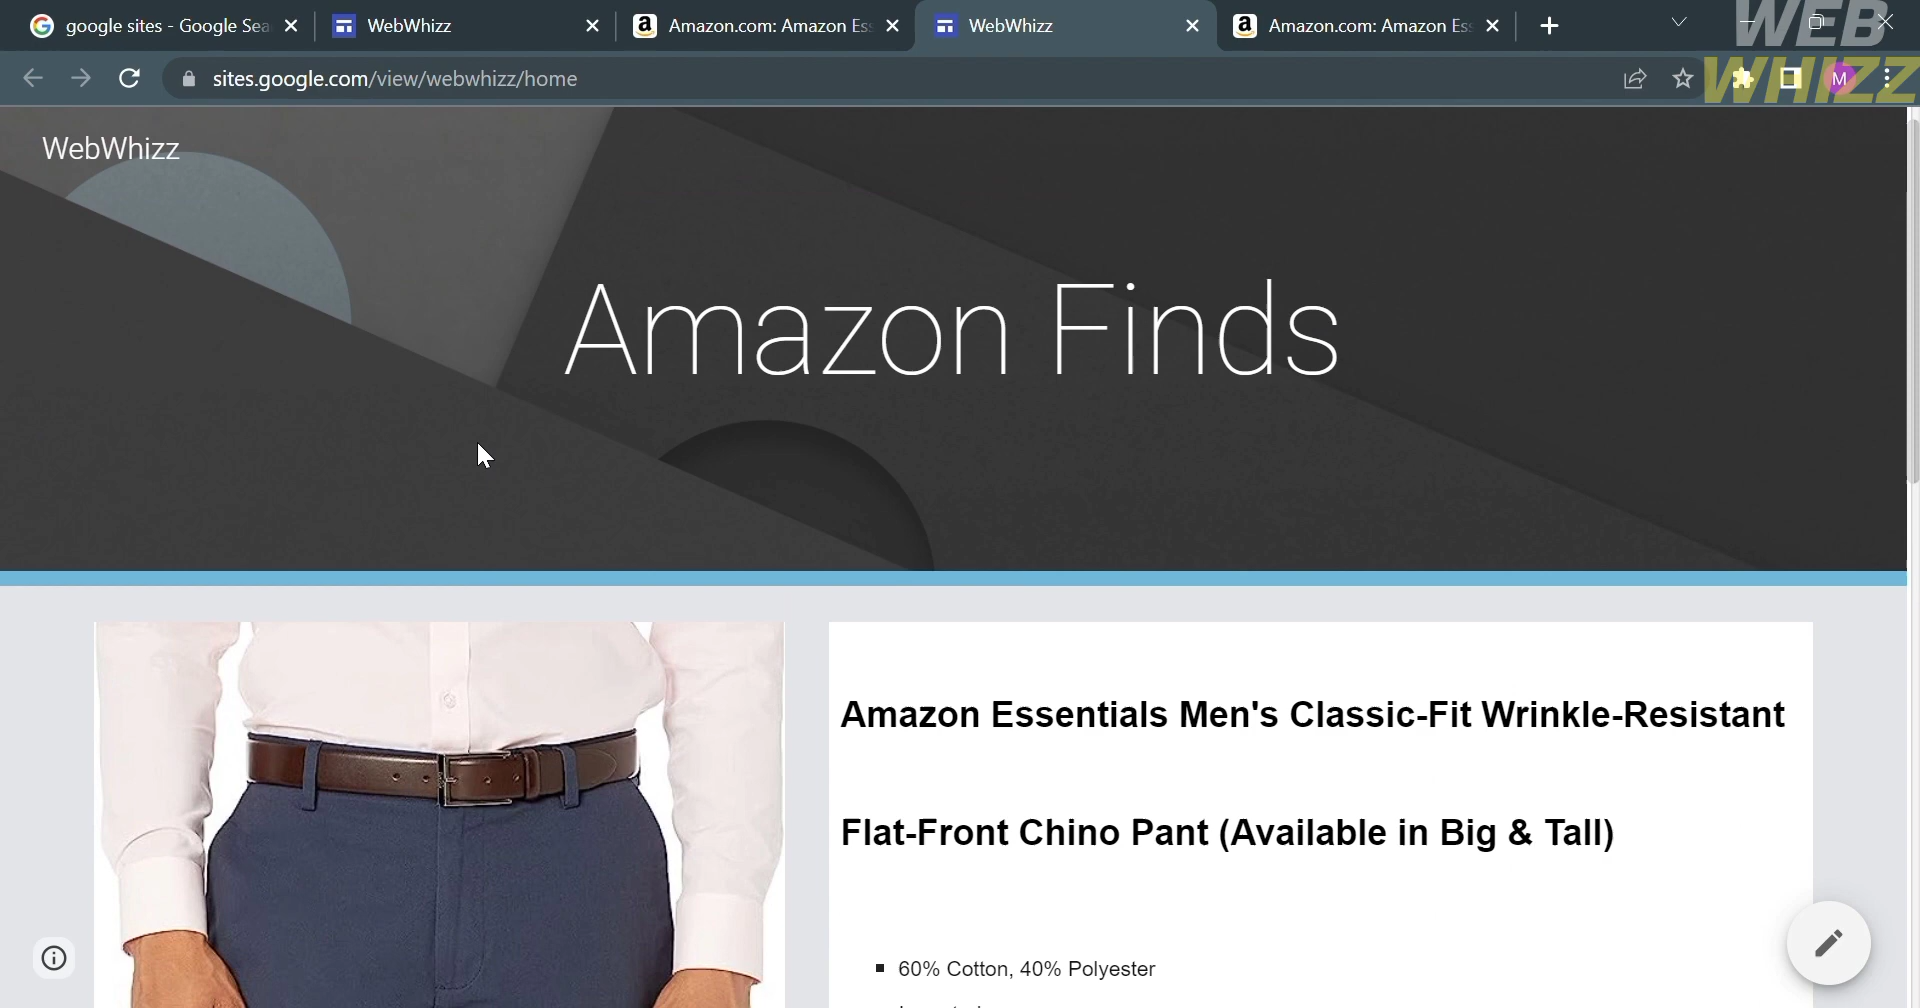 google sites - Google Sea
WebWhizz
Amazon.com: Amazon Ess
WebWhizz
Amazon.com: Amazon Ess
WEB
WHIZZ
sites.google.com/view/webwhizz/home
M
WebWhizz
Amazon Finds
Amazon Essentials Men's Classic-Fit Wrinkle-Resistant
Flat-Front Chino Pant (Available in Big & Tall)
60% Cotton, 40% Polyester